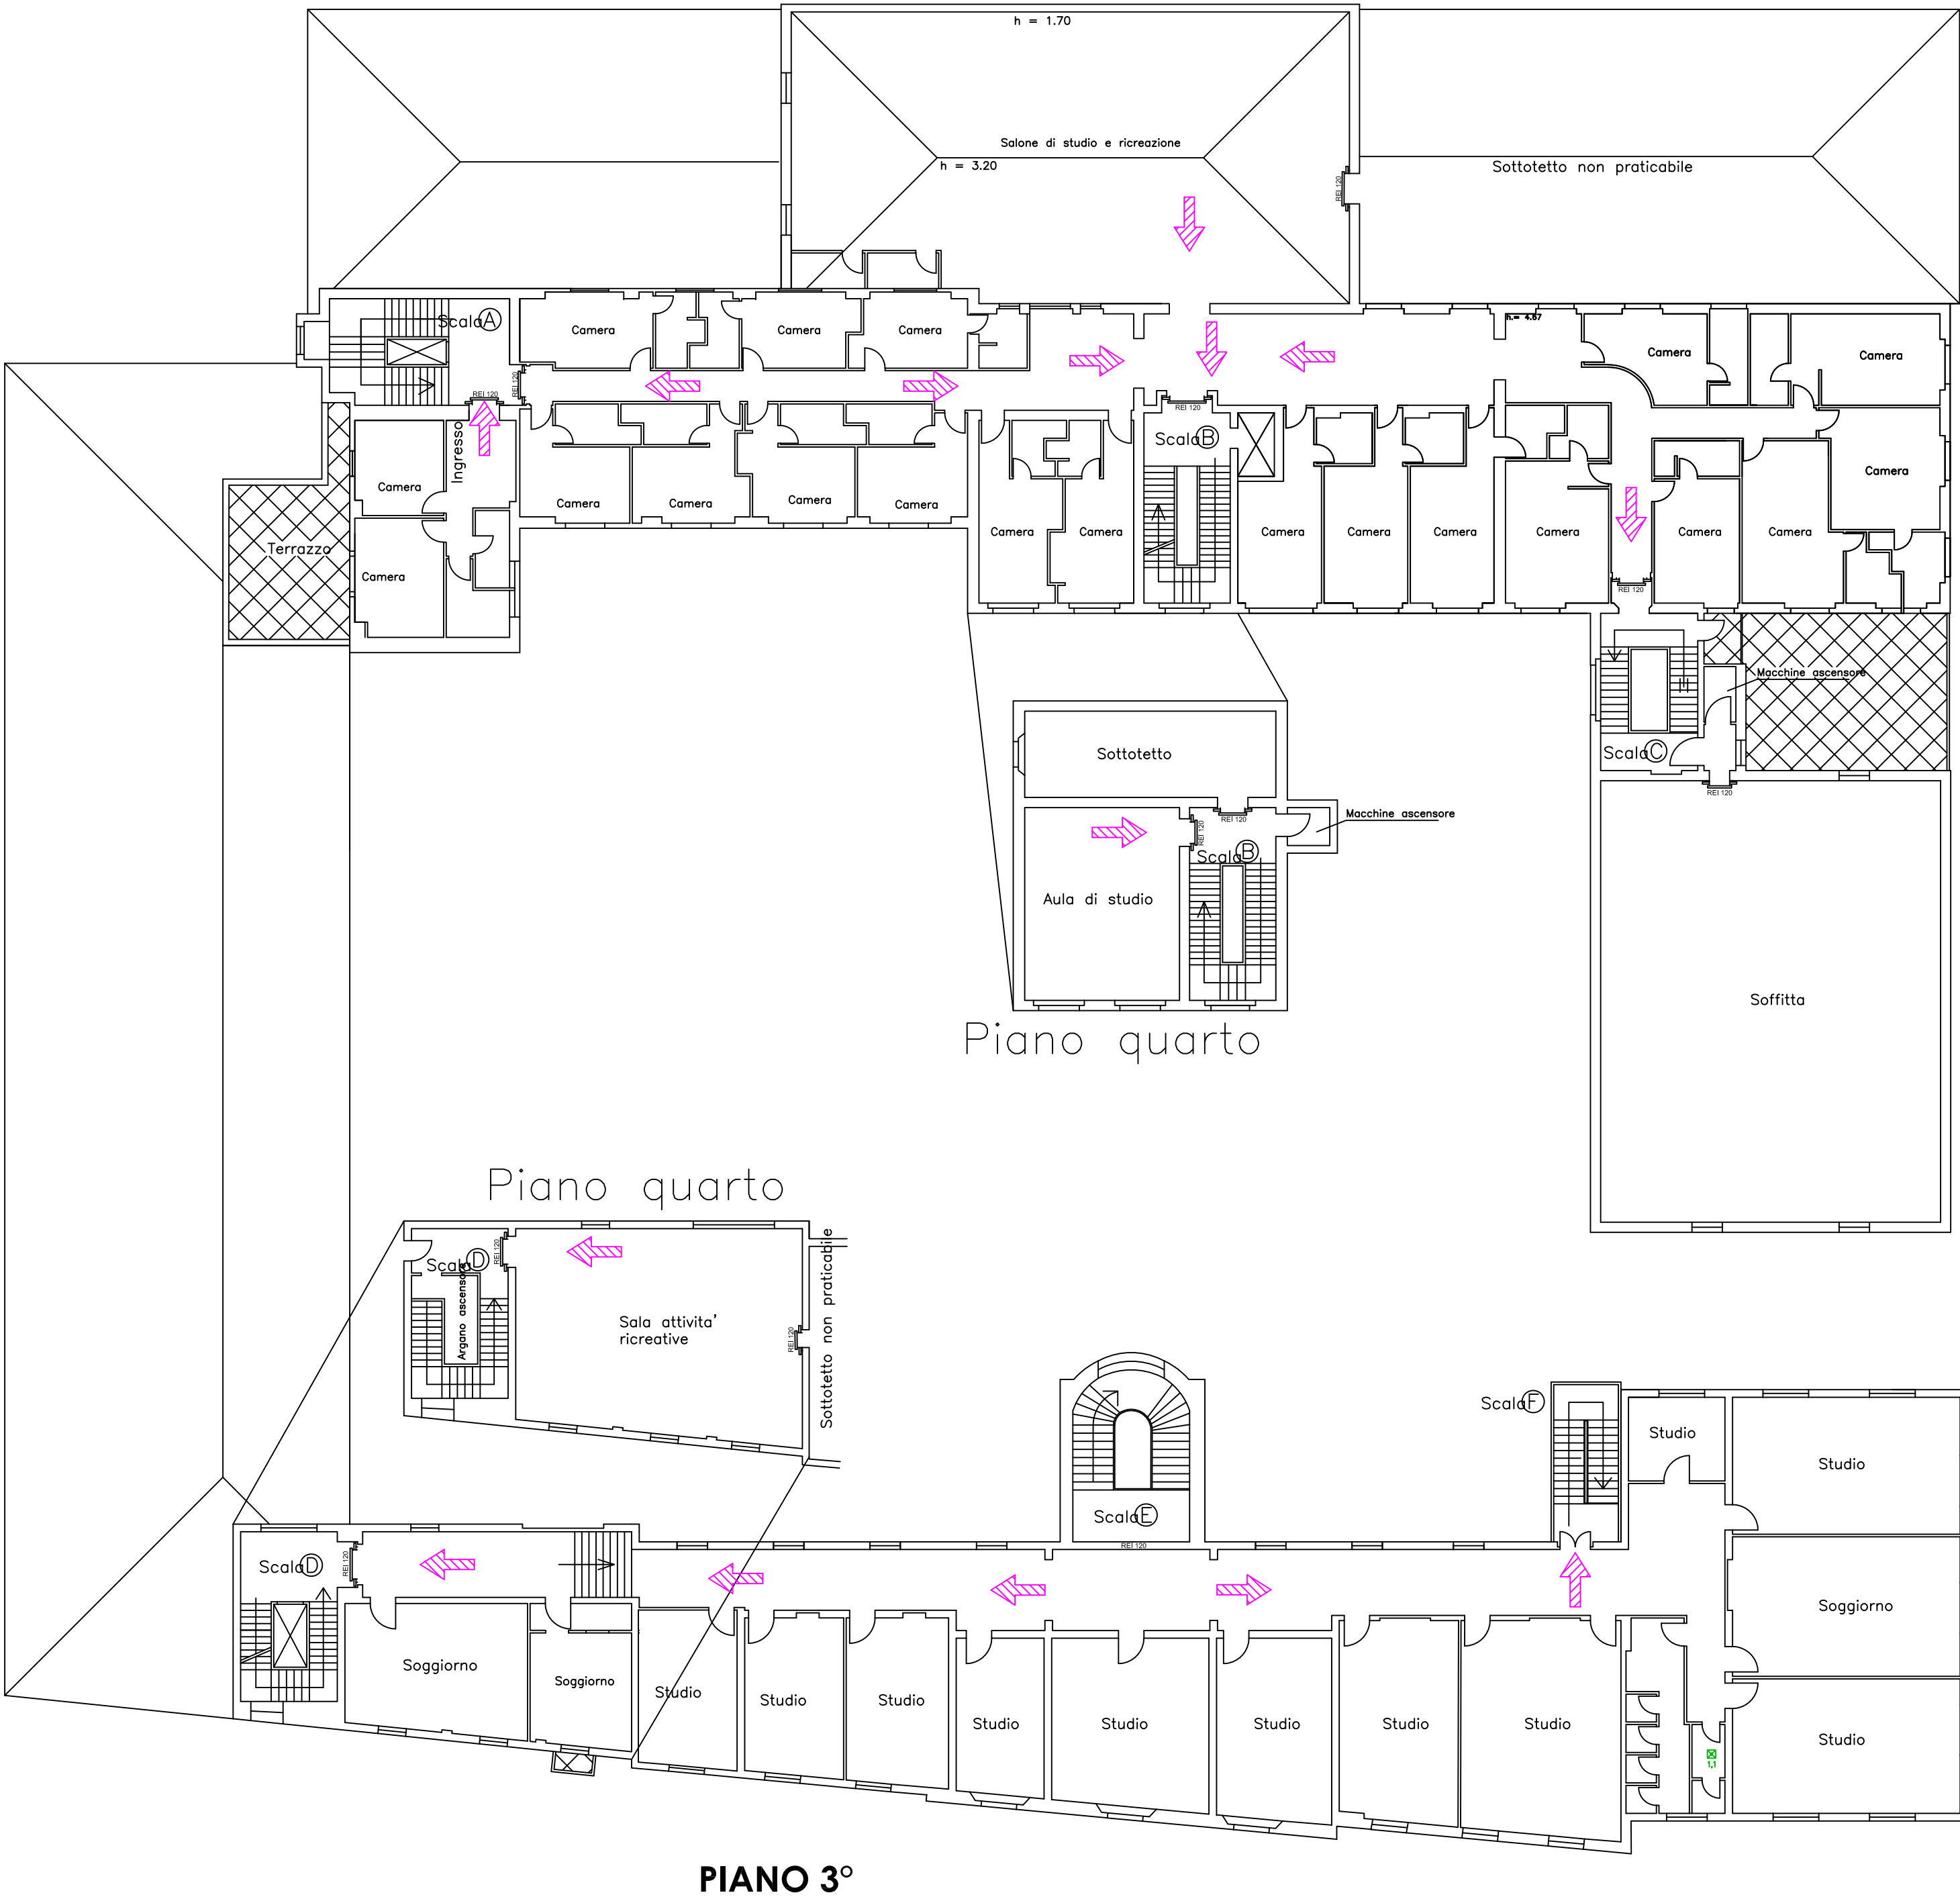 h = 1.70
Salone di studio e ricreazione
h = 3.20
Sottotetto non praticabile
REI 120
Scala A
Camera
Camera
Camera
h.= 4.67
Camera
Camera
REI 120
REI 120
REI 120
Ingresso
Scala B
Camera
Camera
Camera
Camera
Camera
Camera
Camera
Camera
Camera
Camera
Camera
Camera
Camera
Camera
Terrazzo
Camera
REI 120
Macchine ascensore
Scala C
REI 120
Sottotetto
Macchine ascensore
REI 120
REI 120
Scala B
Aula di studio
Piano quarto
Soffitta
Piano quarto
Scala D
REI 120
Argano ascensore
Sala attivita'
ricreative
REI 120
Sottotetto non praticabile
Scala F
Studio
Studio
Scala E
REI 120
Scala D
REI 120
Soggiorno
Soggiorno
Soggiorno
Studio
Studio
Studio
Studio
Studio
Studio
Studio
Studio
Studio
1,1
PIANO 3°